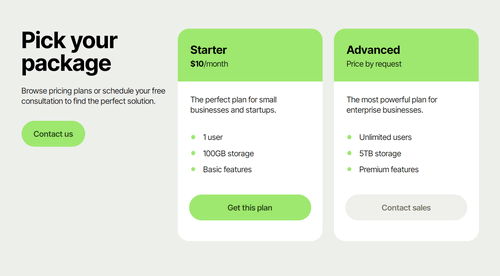 Pick your
package
Browse pricing plans or schedule your free
consultation to find the perfect solution.
Contact us
Starter
$10/month
The perfect plan for small
businesses and startups.
1 user
100GB storage
Basic features
Get this plan
Advanced
Price by request
The most powerful plan for
enterprise businesses.
Unlimited users
5TB storage
Premium features
Contact sales